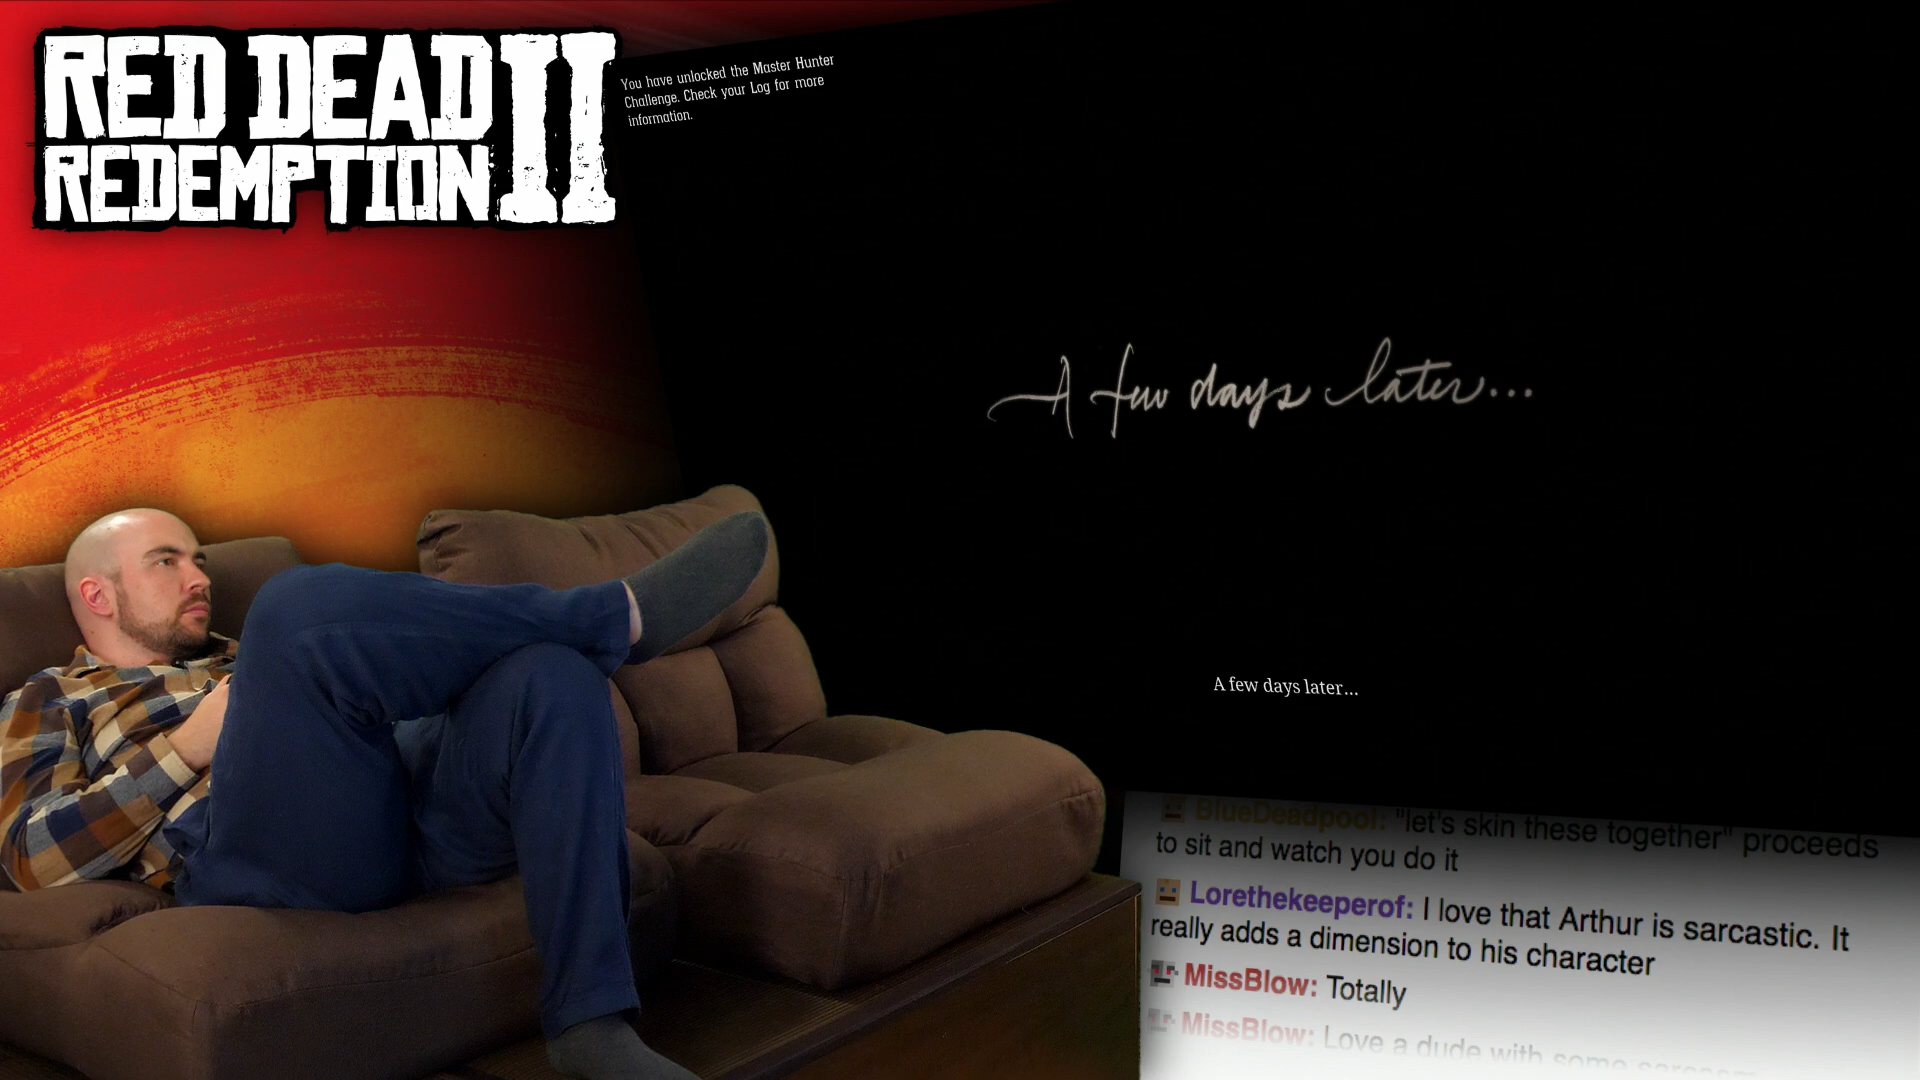 RED DEAD
REDEMPTION II
You have unlocked the Master Hunter
Challenge. Check your Log for more
information.
A few days later...
A few days later...
BlueDeadpool: "let's skin these together" proceeds
to sit and watch you do it
Lorethekeeperof: I love that Arthur is sarcastic. It
really adds a dimension to his character
MissBlow: Totally
MissBlow: Love a dude with some sarcasm